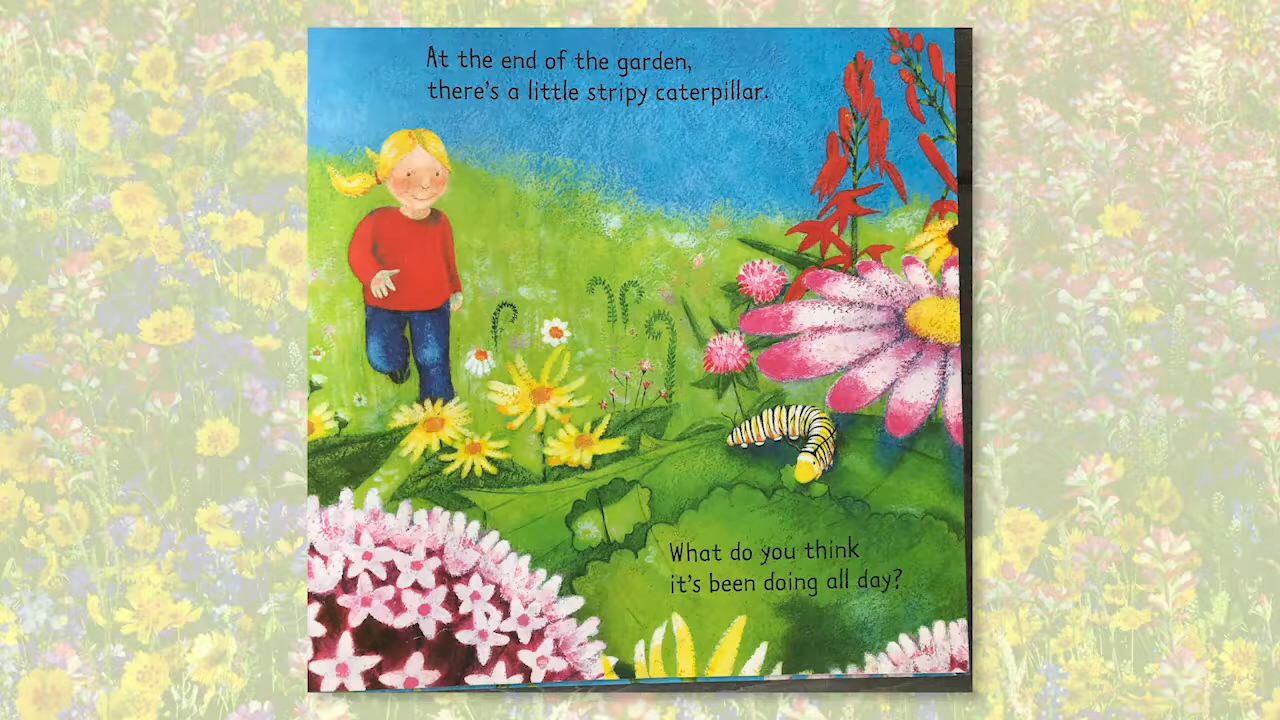 At the end of the garden,
there's a little stripy caterpillar.
What do you think
it's been doing all day?